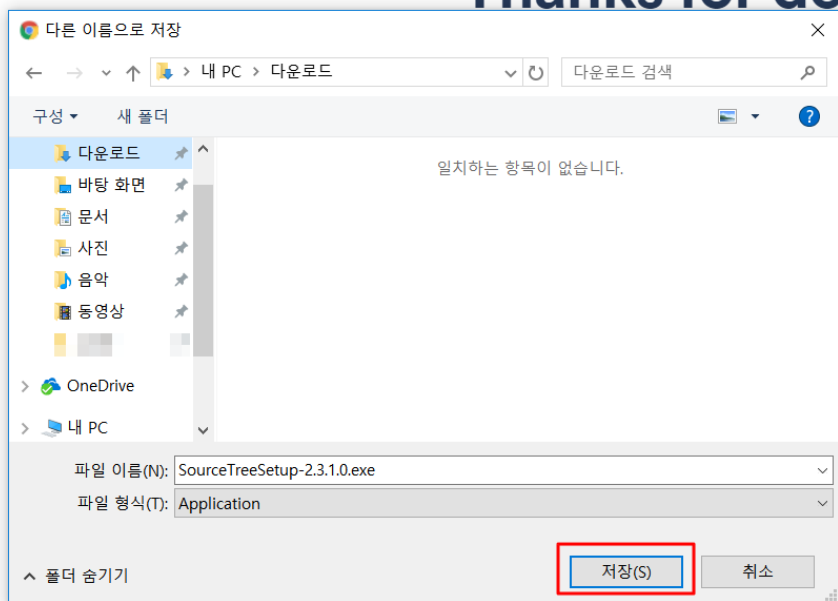 Thanks for do
다른 이름으로 저장
내 PC > 다운로드
다운로드 검색
구성
새 폴더
다운로드
바탕 화면
문서
사진
음악
동영상
OneDrive
내 PC
일치하는 항목이 없습니다.
파일 이름(N): SourceTreeSetup-2.3.1.0.exe
파일 형식(T): Application
폴더 숨기기
저장(S)
취소